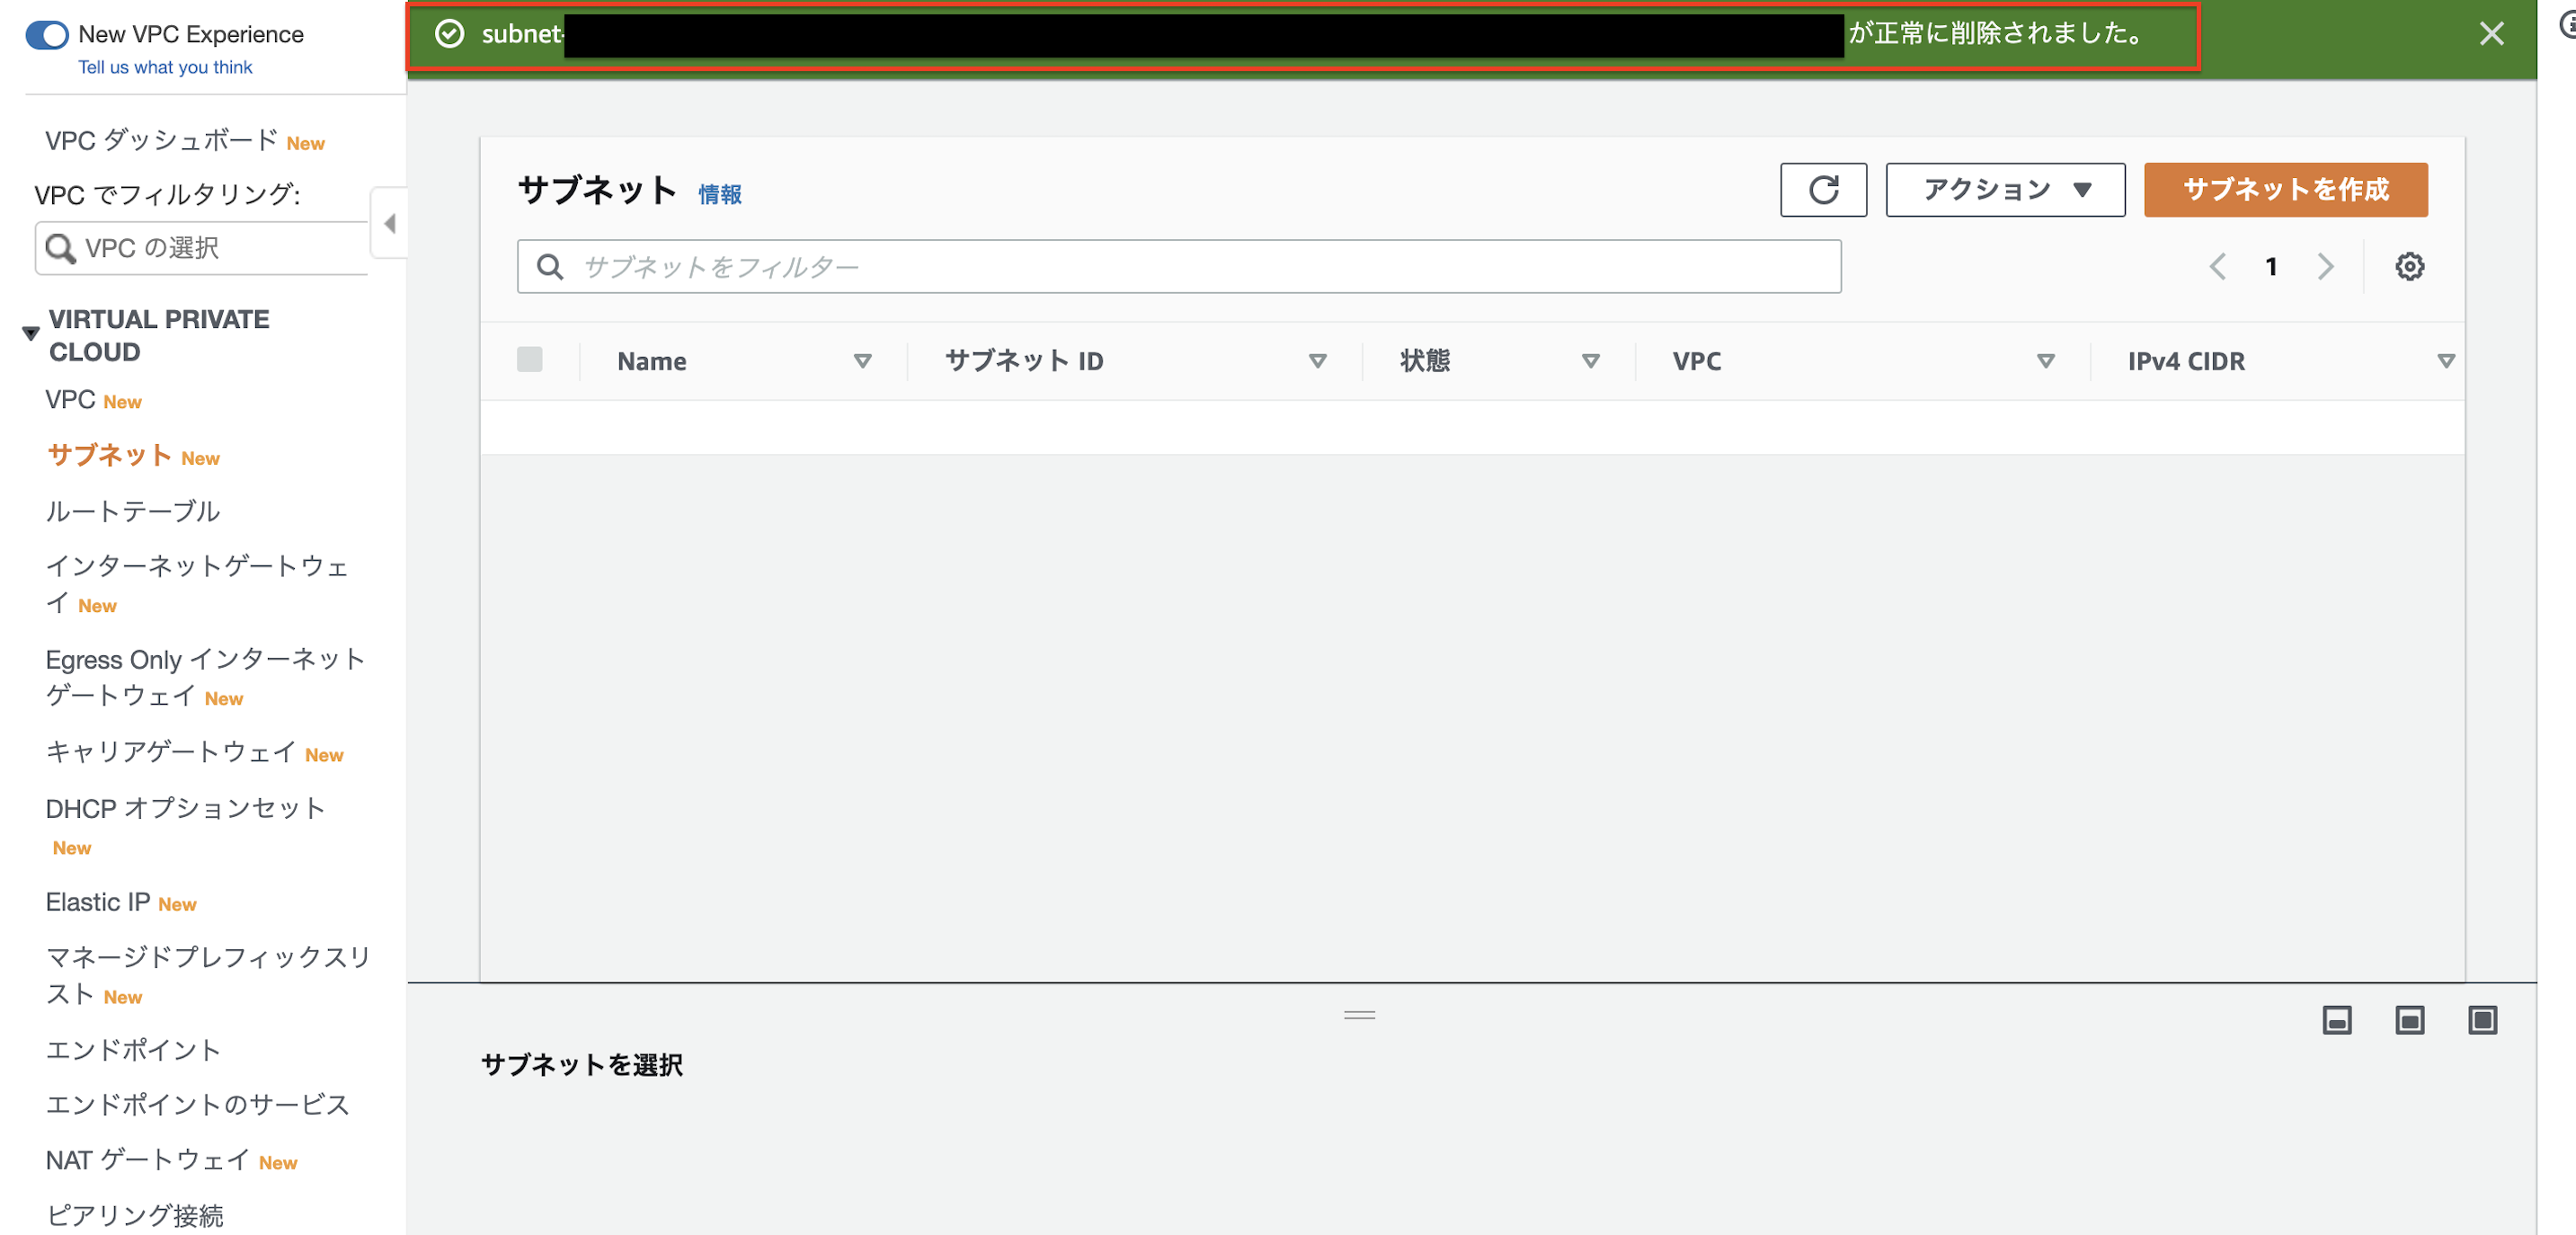 New VPC Experience
Tell us what you think
VPC ダッシュボード New
VPC でフィルタリング:
VPC の選択
VIRTUAL PRIVATE
CLOUD
VPC New
サブネット New
ルートテーブル
インターネットゲートウェ
イ New
Egress Only インターネット
ゲートウェイ New
キャリアゲートウェイ New
DHCP オプションセット
New
Elastic IP New
マネージドプレフィックスリ
スト New
エンドポイント
エンドポイントのサービス
NAT ゲートウェイ New
ピアリング接続
subnet- が正常に削除されました。
サブネット 情報
アクション
サブネットを作成
サブネットをフィルター
1
Name サブネット ID 状態 VPC IPv4 CIDR
サブネットを選択